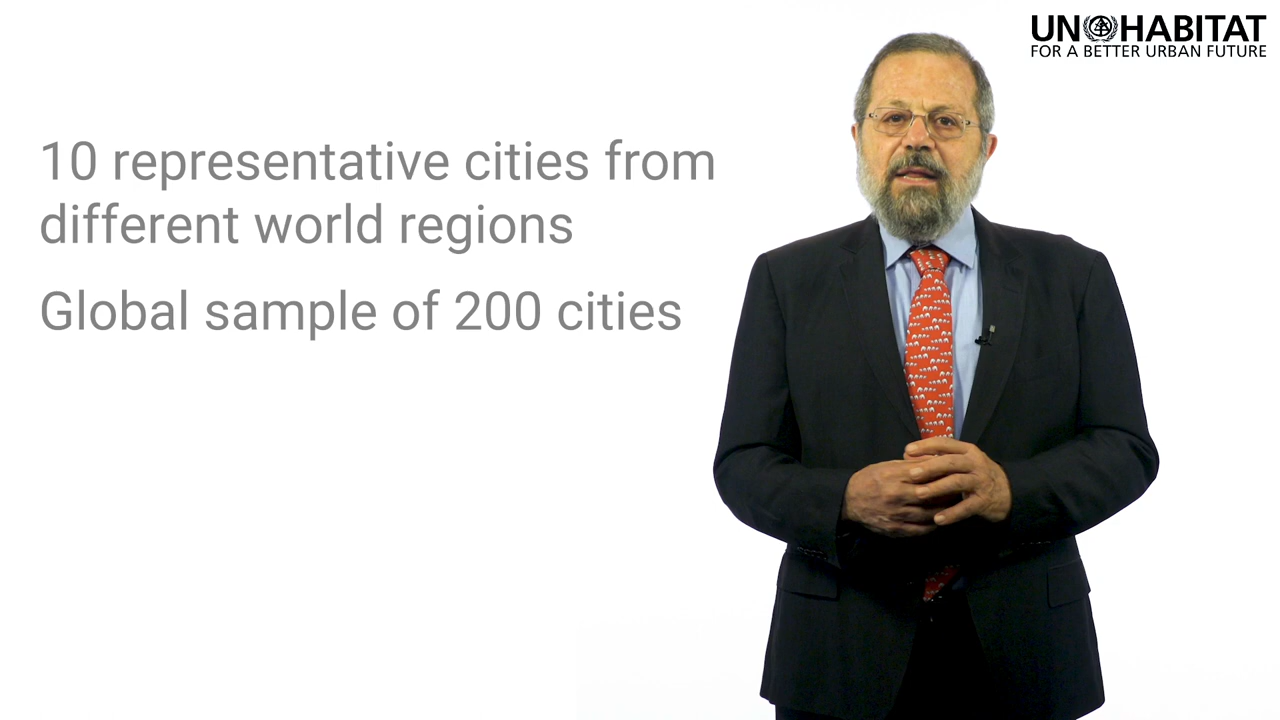 UN HABITAT
FOR A BETTER URBAN FUTURE
10 representative cities from
different world regions
Global sample of 200 cities